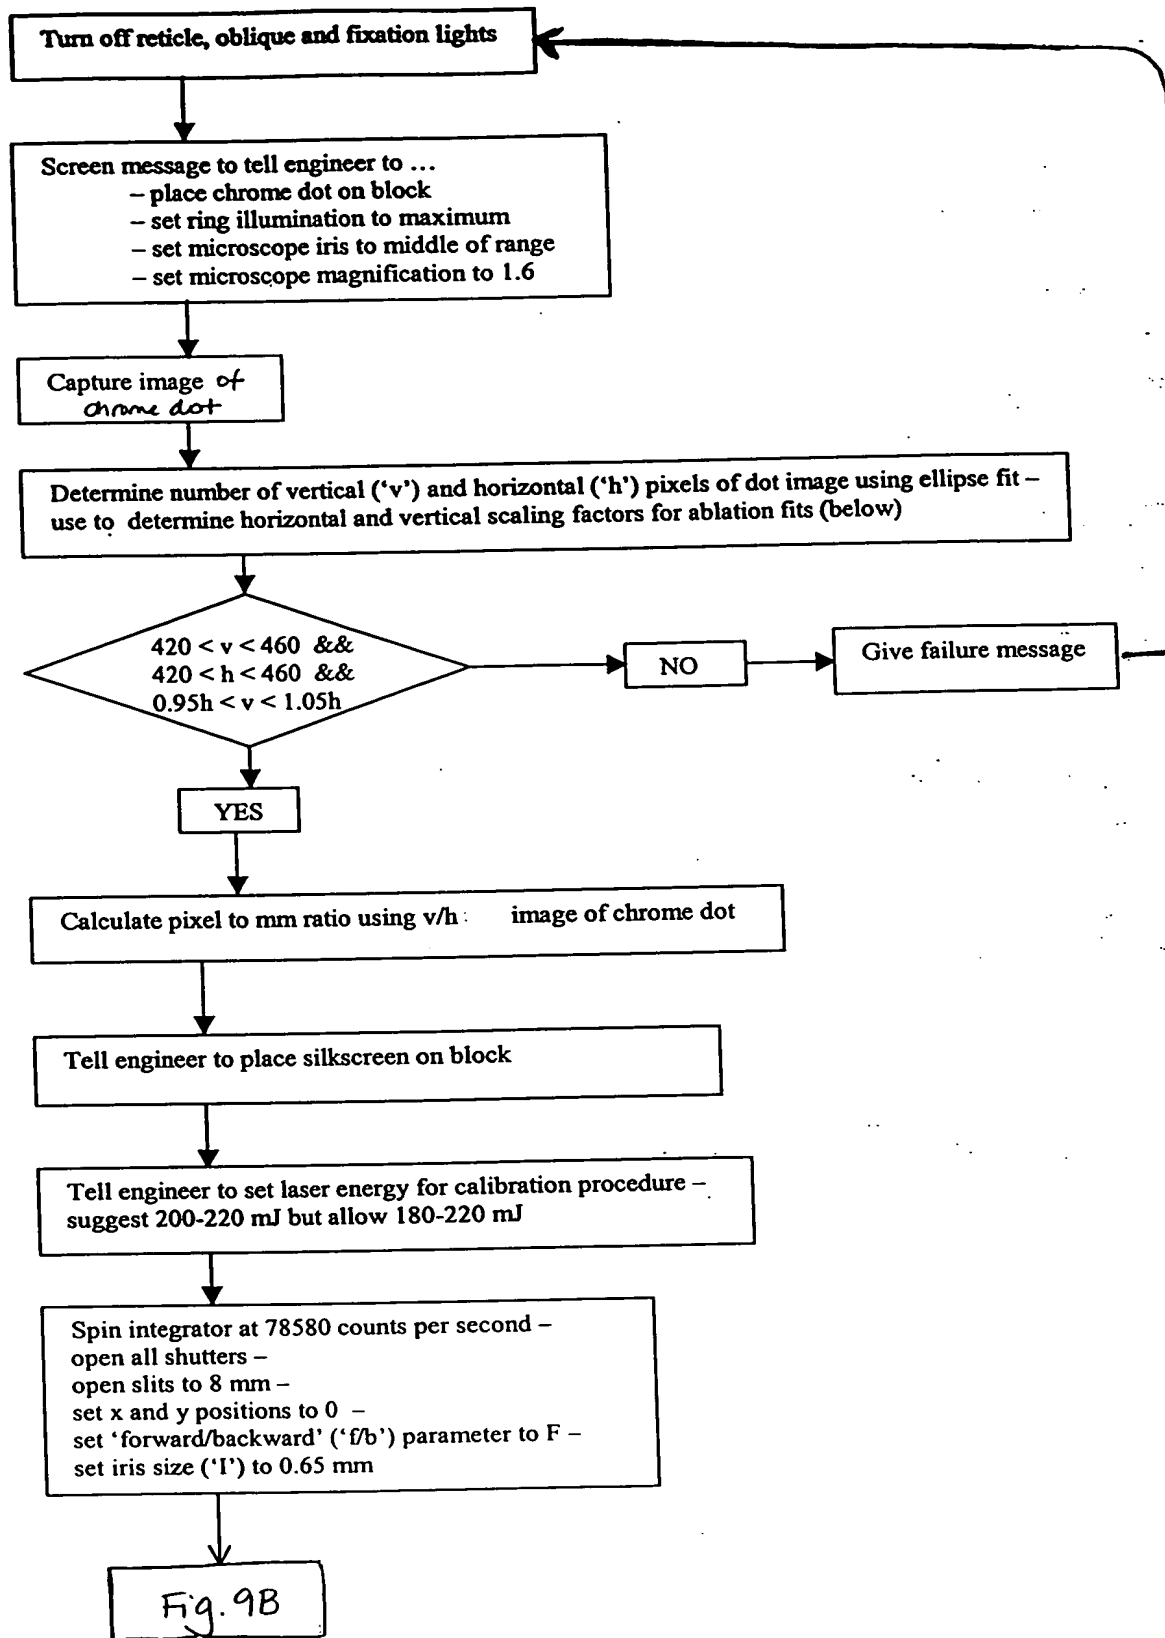 Turn off reticle, oblique and fixation lights
Screen message to tell engineer to ...
– place chrome dot on block
– set ring illumination to maximum
– set microscope iris to middle of range
– set microscope magnification to 1.6
Capture image of
chrome dot
Determine number of vertical (‘v’) and horizontal (‘h’) pixels of dot image using ellipse fit –
use to determine horizontal and vertical scaling factors for ablation fits (below)
420 < v < 460 &&
420 < h < 460 &&
0.95h < v < 1.05h
NO
Give failure message
YES
Calculate pixel to mm ratio using v/h : image of chrome dot
Tell engineer to place silkscreen on block
Tell engineer to set laser energy for calibration procedure –
suggest 200-220 mJ but allow 180-220 mJ
Spin integrator at 78580 counts per second –
open all shutters –
open slits to 8 mm –
set x and y positions to 0 –
set ‘forward/backward’ (‘f/b’) parameter to F –
set iris size (‘I’) to 0.65 mm
Fig. 9B